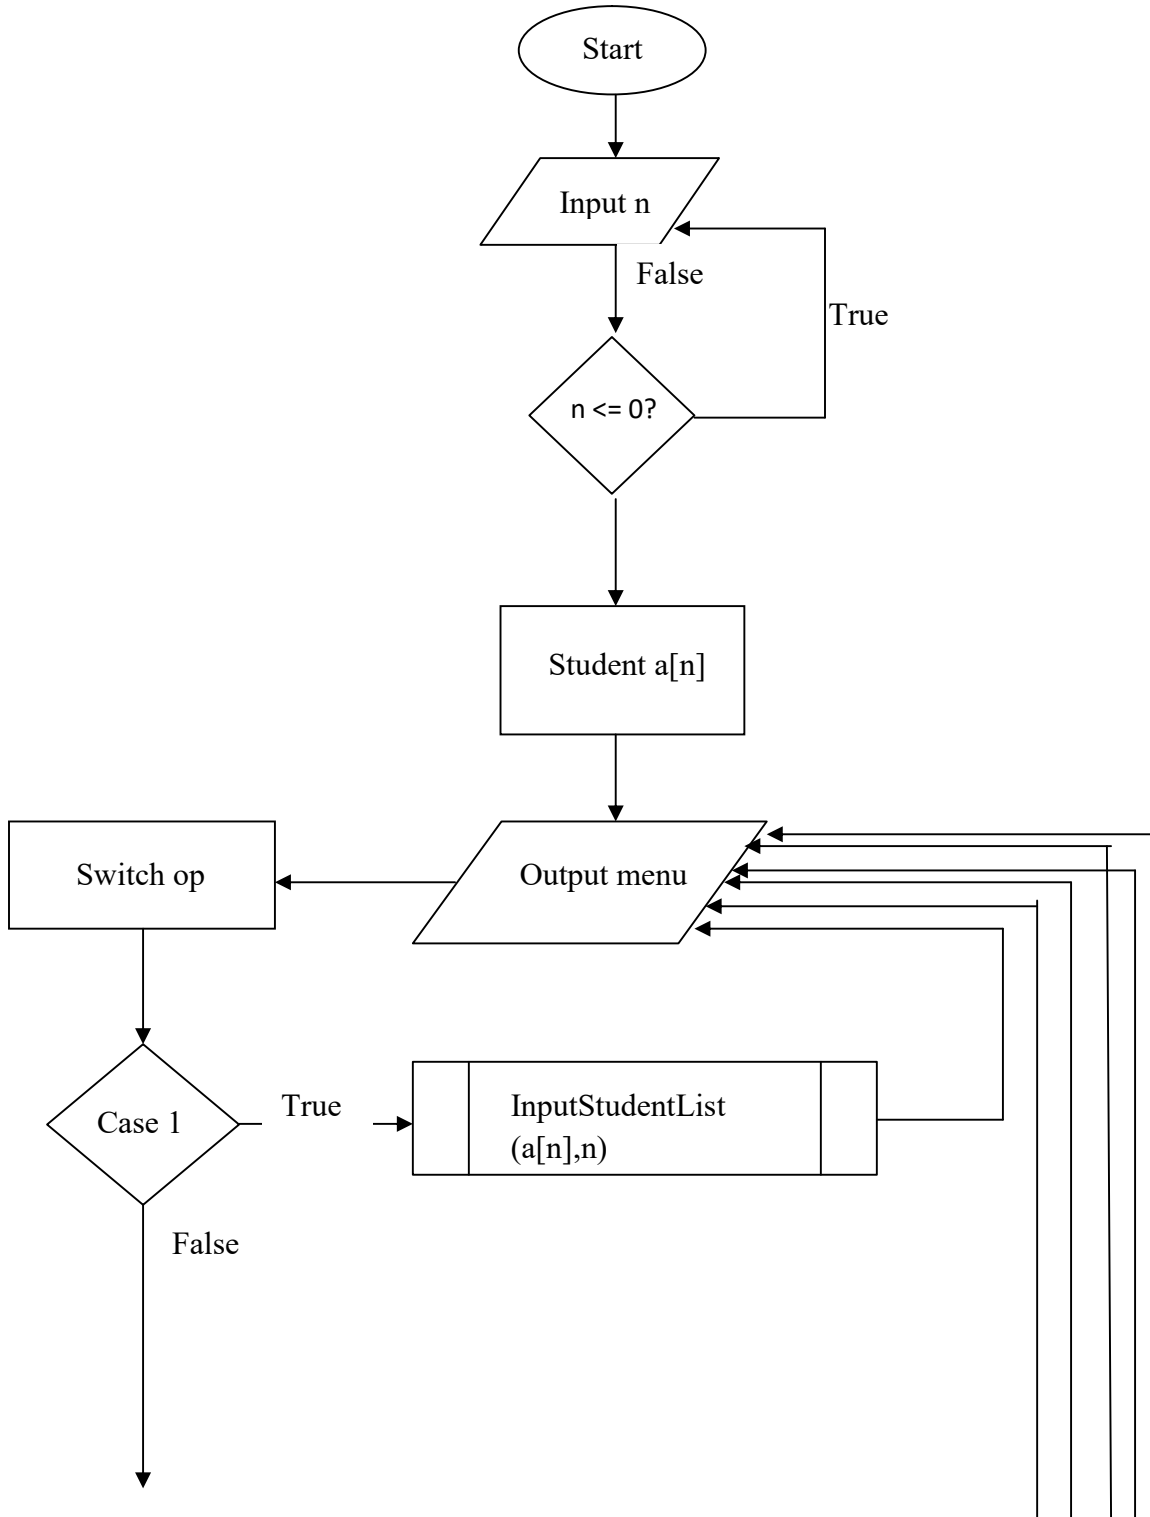 Start
Input n
False
True
n <= 0?
Student a[n]
Switch op
Output menu
Case 1
True
InputStudentList
(a[n],n)
False